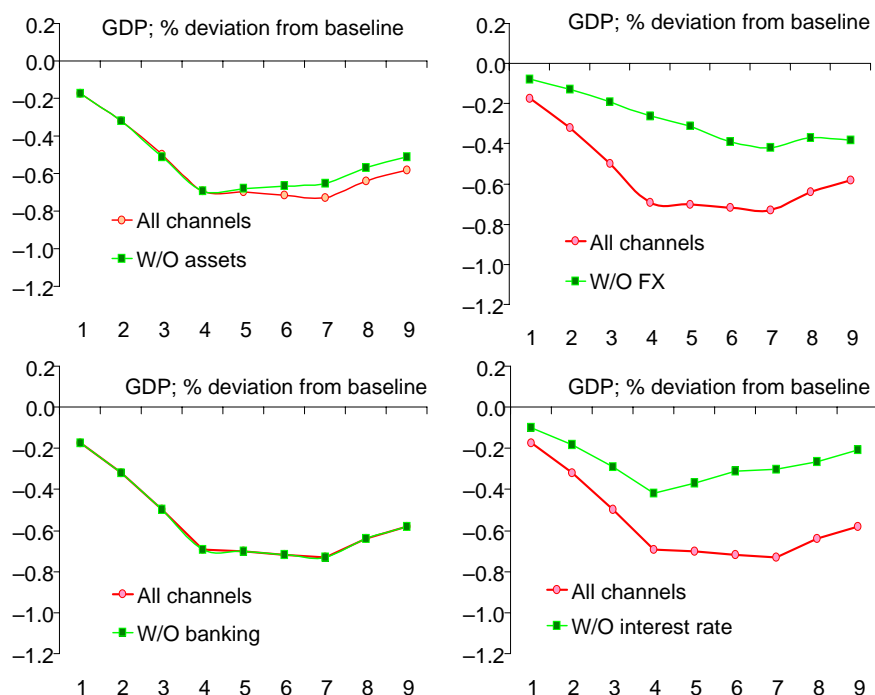 GDP; % deviation from baseline
0.2
0.0
–0.2
–0.4
–0.6
–0.8
–1.0
–1.2
All channels
W/O assets
1 2 3 4 5 6 7 8 9
GDP; % deviation from baseline
0.2
0.0
–0.2
–0.4
–0.6
–0.8
–1.0
–1.2
All channels
W/O FX
1 2 3 4 5 6 7 8 9
GDP; % deviation from baseline
0.2
0.0
–0.2
–0.4
–0.6
–0.8
–1.0
–1.2
All channels
W/O banking
1 2 3 4 5 6 7 8 9
GDP; % deviation from baseline
0.2
0.0
–0.2
–0.4
–0.6
–0.8
–1.0
–1.2
All channels
W/O interest rate
1 2 3 4 5 6 7 8 9